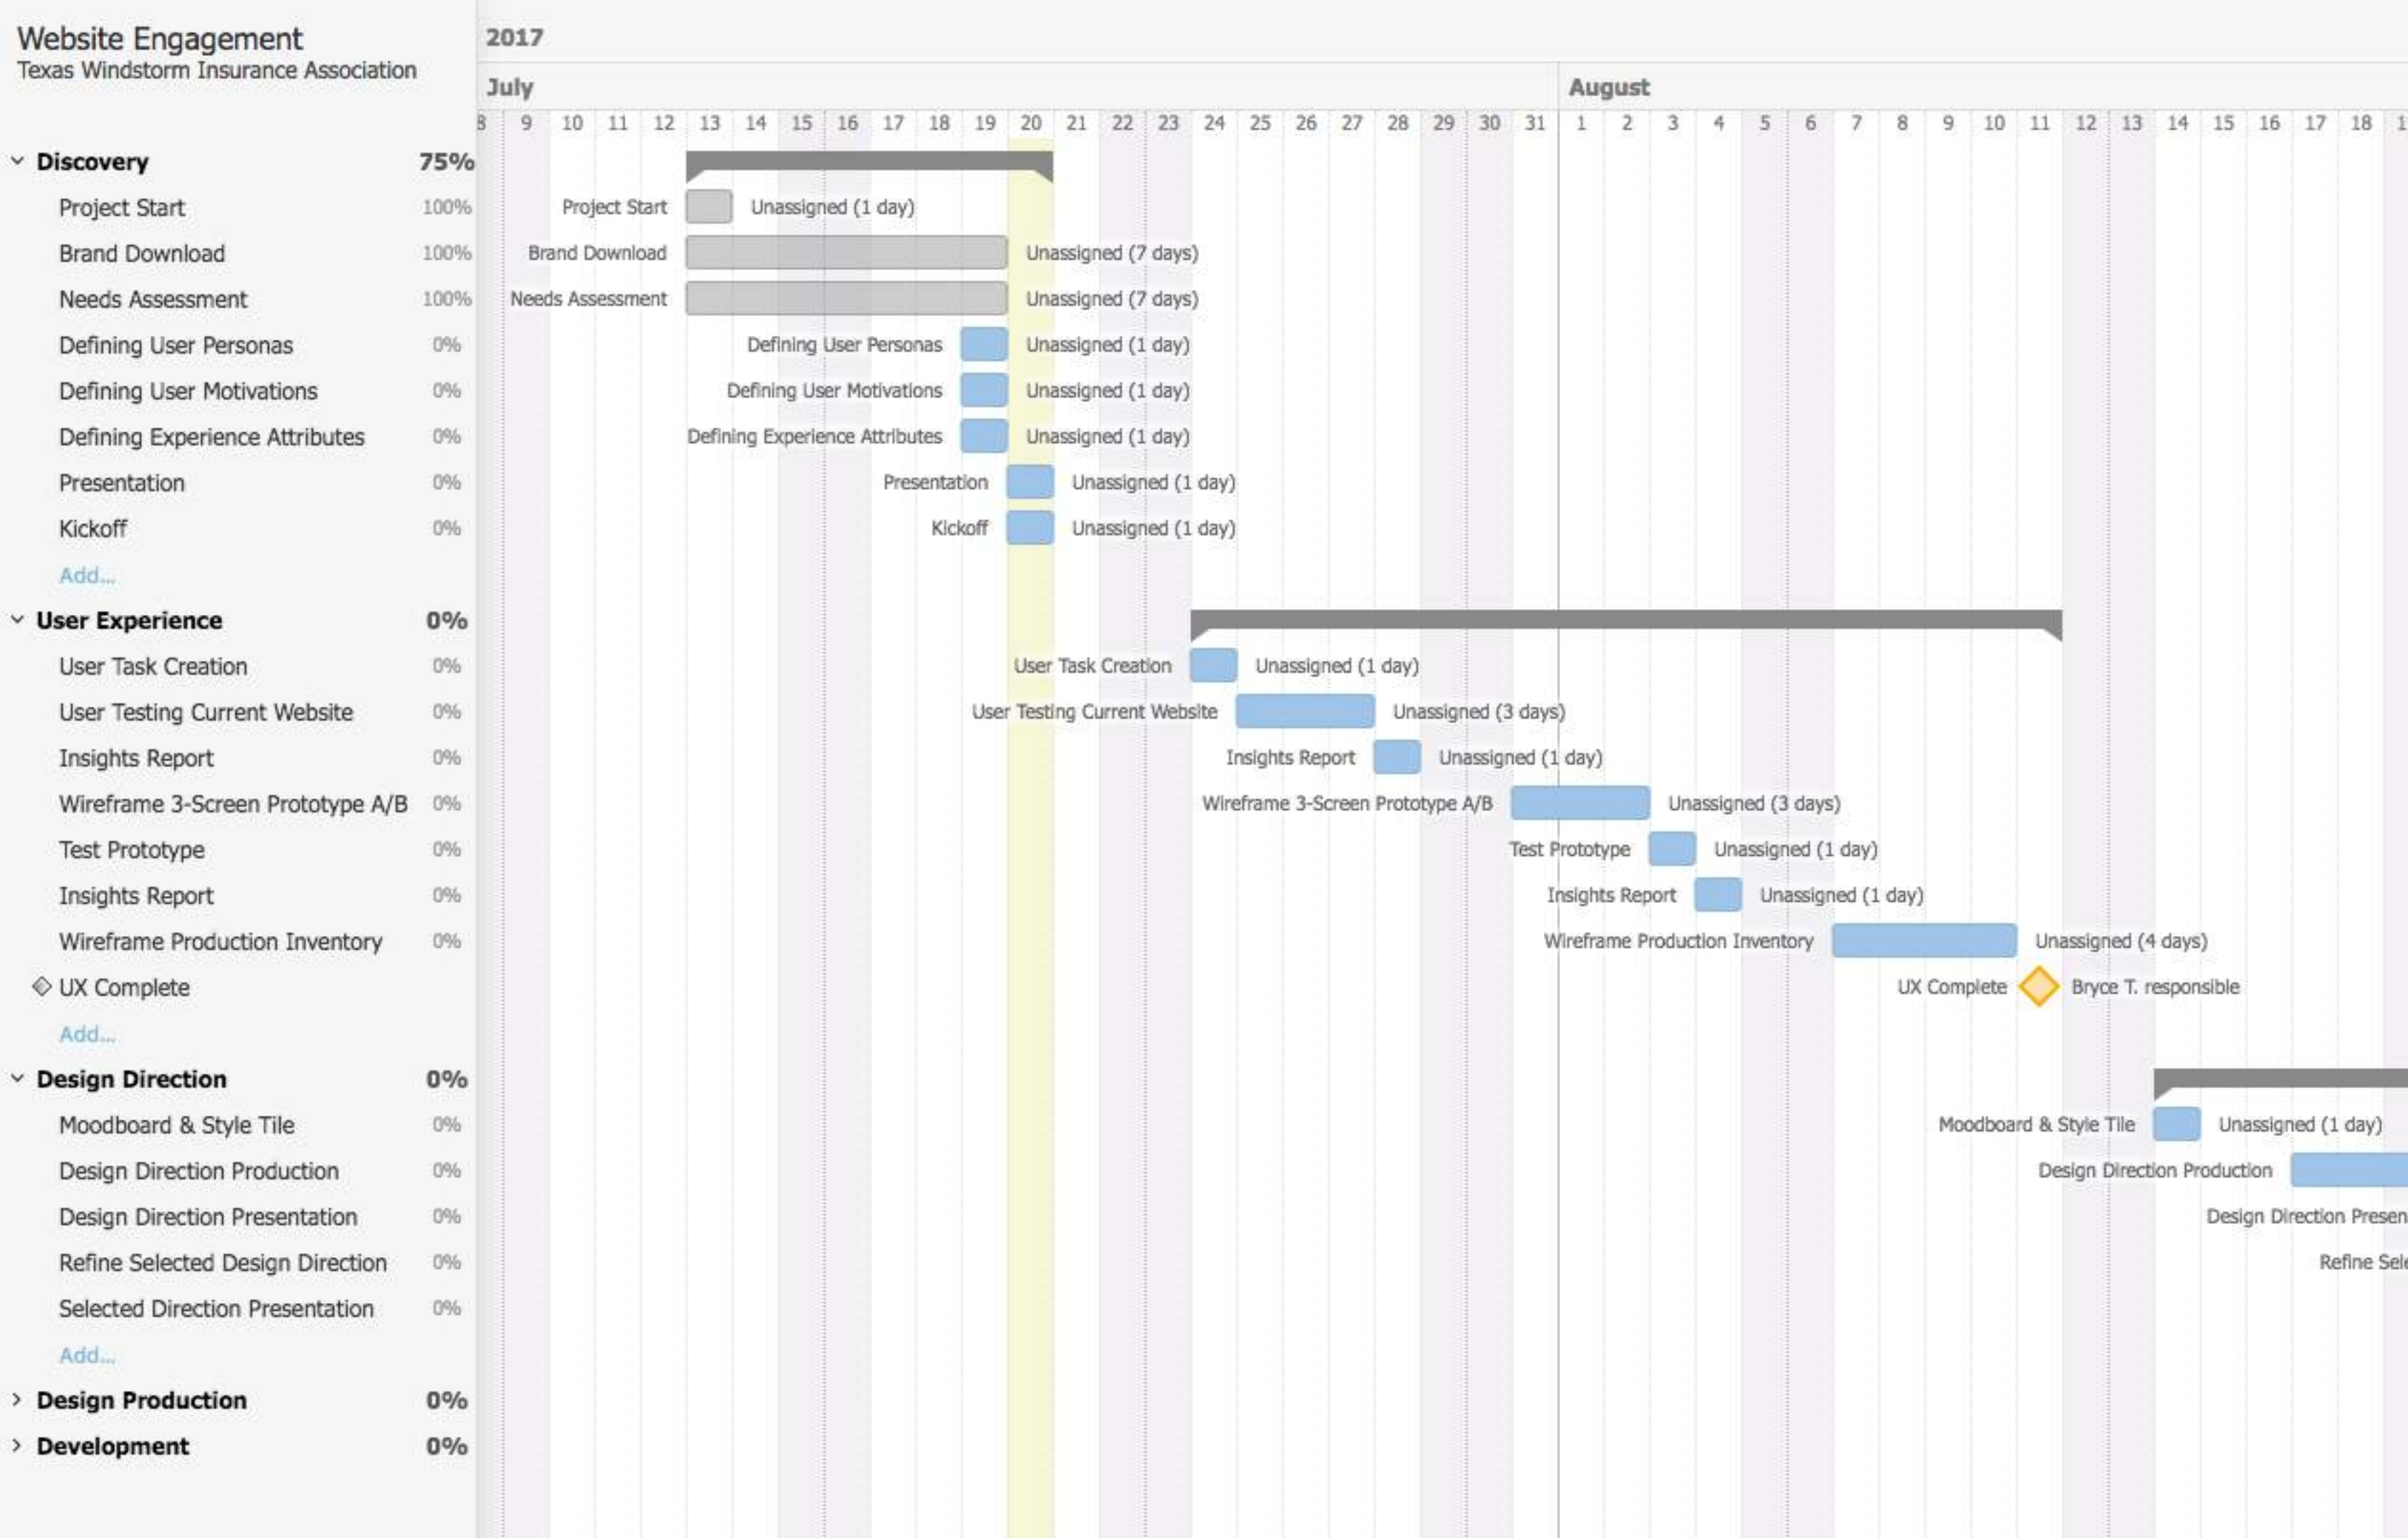 Website Engagement
Texas Windstorm Insurance Association
2017
July August
8 9 10 11 12 13 14 15 16 17 18 19 20 21 22 23 24 25 26 27 28 29 30 31 1 2 3 4 5 6 7 8 9 10 11 12 13 14 15 16 17 18
Discovery 75%
Project Start 100% Project Start Unassigned (1 day)
Brand Download 100% Brand Download Unassigned (7 days)
Needs Assessment 100% Needs Assessment Unassigned (7 days)
Defining User Personas 0% Defining User Personas Unassigned (1 day)
Defining User Motivations 0% Defining User Motivations Unassigned (1 day)
Defining Experience Attributes 0% Defining Experience Attributes Unassigned (1 day)
Presentation 0% Presentation Unassigned (1 day)
Kickoff 0% Kickoff Unassigned (1 day)
Add...
User Experience 0%
User Task Creation 0% User Task Creation Unassigned (1 day)
User Testing Current Website 0% User Testing Current Website Unassigned (3 days)
Insights Report 0% Insights Report Unassigned (1 day)
Wireframe 3-Screen Prototype A/B 0% Wireframe 3-Screen Prototype A/B Unassigned (3 days)
Test Prototype 0% Test Prototype Unassigned (1 day)
Insights Report 0% Insights Report Unassigned (1 day)
Wireframe Production Inventory 0% Wireframe Production Inventory Unassigned (4 days)
UX Complete UX Complete Bryce T. responsible
Add...
Design Direction 0%
Moodboard & Style Tile 0% Moodboard & Style Tile Unassigned (1 day)
Design Direction Production 0% Design Direction Production
Design Direction Presentation 0% Design Direction Presen
Refine Selected Design Direction 0% Refine Sel
Selected Direction Presentation 0%
Add...
Design Production 0%
Development 0%